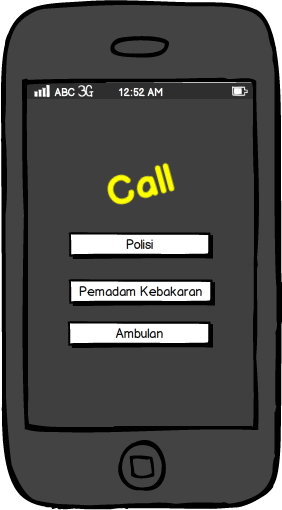 ABC 3G 12:52 AM
Call
Polisi
Pemadam Kebakaran
Ambulan